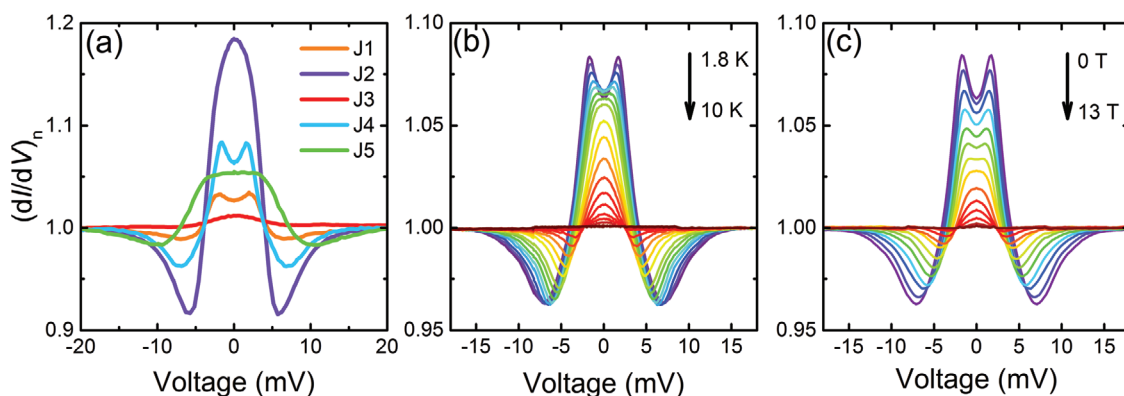 (a)
J1
J2
J3
J4
J5
1.2
1.1
1.0
0.9
(dI/dV)n
-20 -10 0 10 20
Voltage (mV)
(b)
1.8 K
10 K
1.10
1.05
1.00
0.95
-15 -10 -5 0 5 10 15
Voltage (mV)
(c)
0 T
13 T
1.10
1.05
1.00
0.95
-15 -10 -5 0 5 10 15
Voltage (mV)